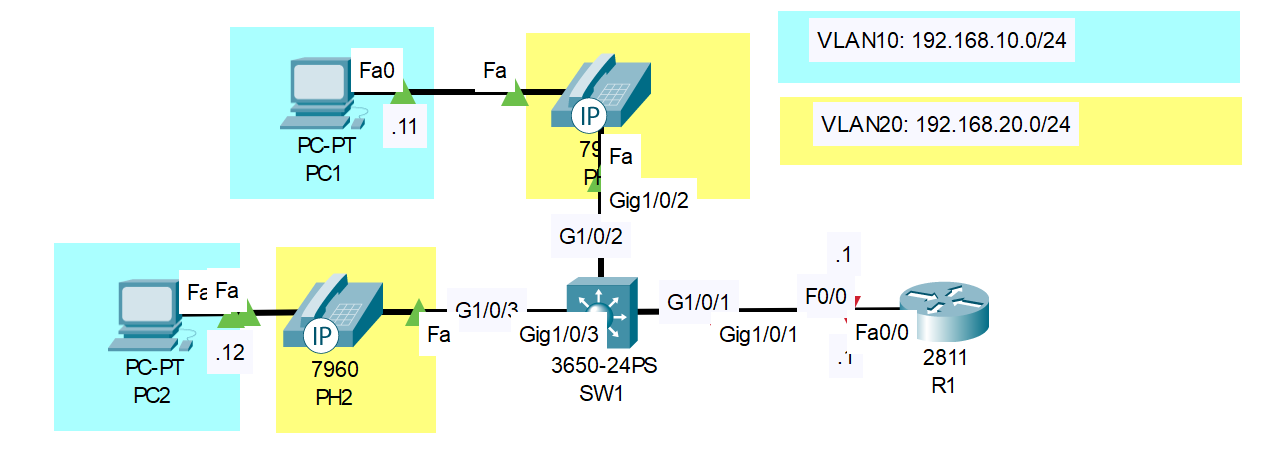 VLAN10: 192.168.10.0/24
VLAN20: 192.168.20.0/24
Fa0
Fa
.11
IP
PC-PT
PC1
79
Fa
Gig1/0/2
G1/0/2
.1
Fa
Fa
G1/0/3
G1/0/1
F0/0
IP
Fa
Gig1/0/3
Gig1/0/1
Fa0/0
.12
.1
PC-PT
PC2
7960
PH2
3650-24PS
SW1
2811
R1